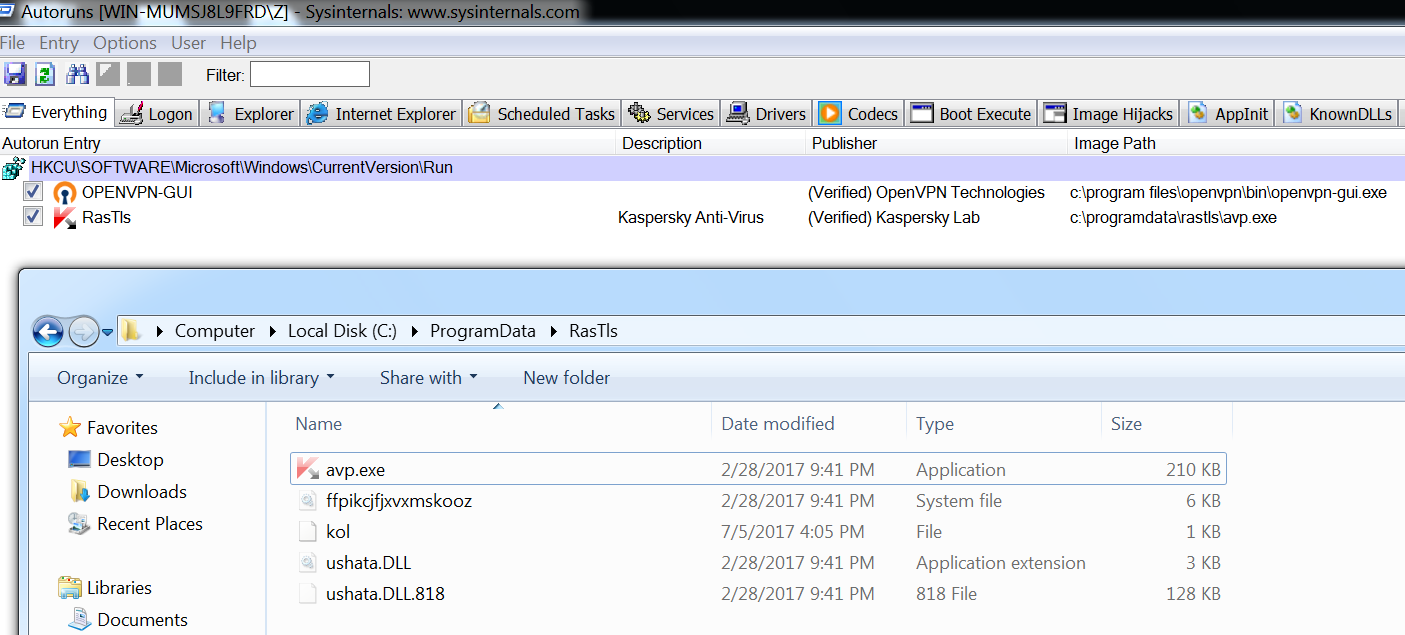 Autoruns [WIN-MUMSJ8L9FRD\Z] - Sysinternals: www.sysinternals.com
File Entry Options User Help
Filter:
Everything Logon Explorer Internet Explorer Scheduled Tasks Services Drivers Codecs Boot Execute Image Hijacks AppInit KnownDLLs
Autorun Entry Description Publisher Image Path
HKCU\SOFTWARE\Microsoft\Windows\CurrentVersion\Run
OPENVPN-GUI (Verified) OpenVPN Technologies c:\program files\openvpn\bin\openvpn-gui.exe
RasTls Kaspersky Anti-Virus (Verified) Kaspersky Lab c:\programdata\rastls\avp.exe
Computer Local Disk (C:) ProgramData RasTls
Organize Include in library Share with New folder
Name Date modified Type Size
Favorites
Desktop
Downloads
Recent Places
Libraries
Documents
avp.exe 2/28/2017 9:41 PM Application 210 KB
ffpikcjfjxvxmskooz 2/28/2017 9:41 PM System file 6 KB
kol 7/5/2017 4:05 PM File 1 KB
ushata.DLL 2/28/2017 9:41 PM Application extension 3 KB
ushata.DLL.818 2/28/2017 9:41 PM 818 File 128 KB